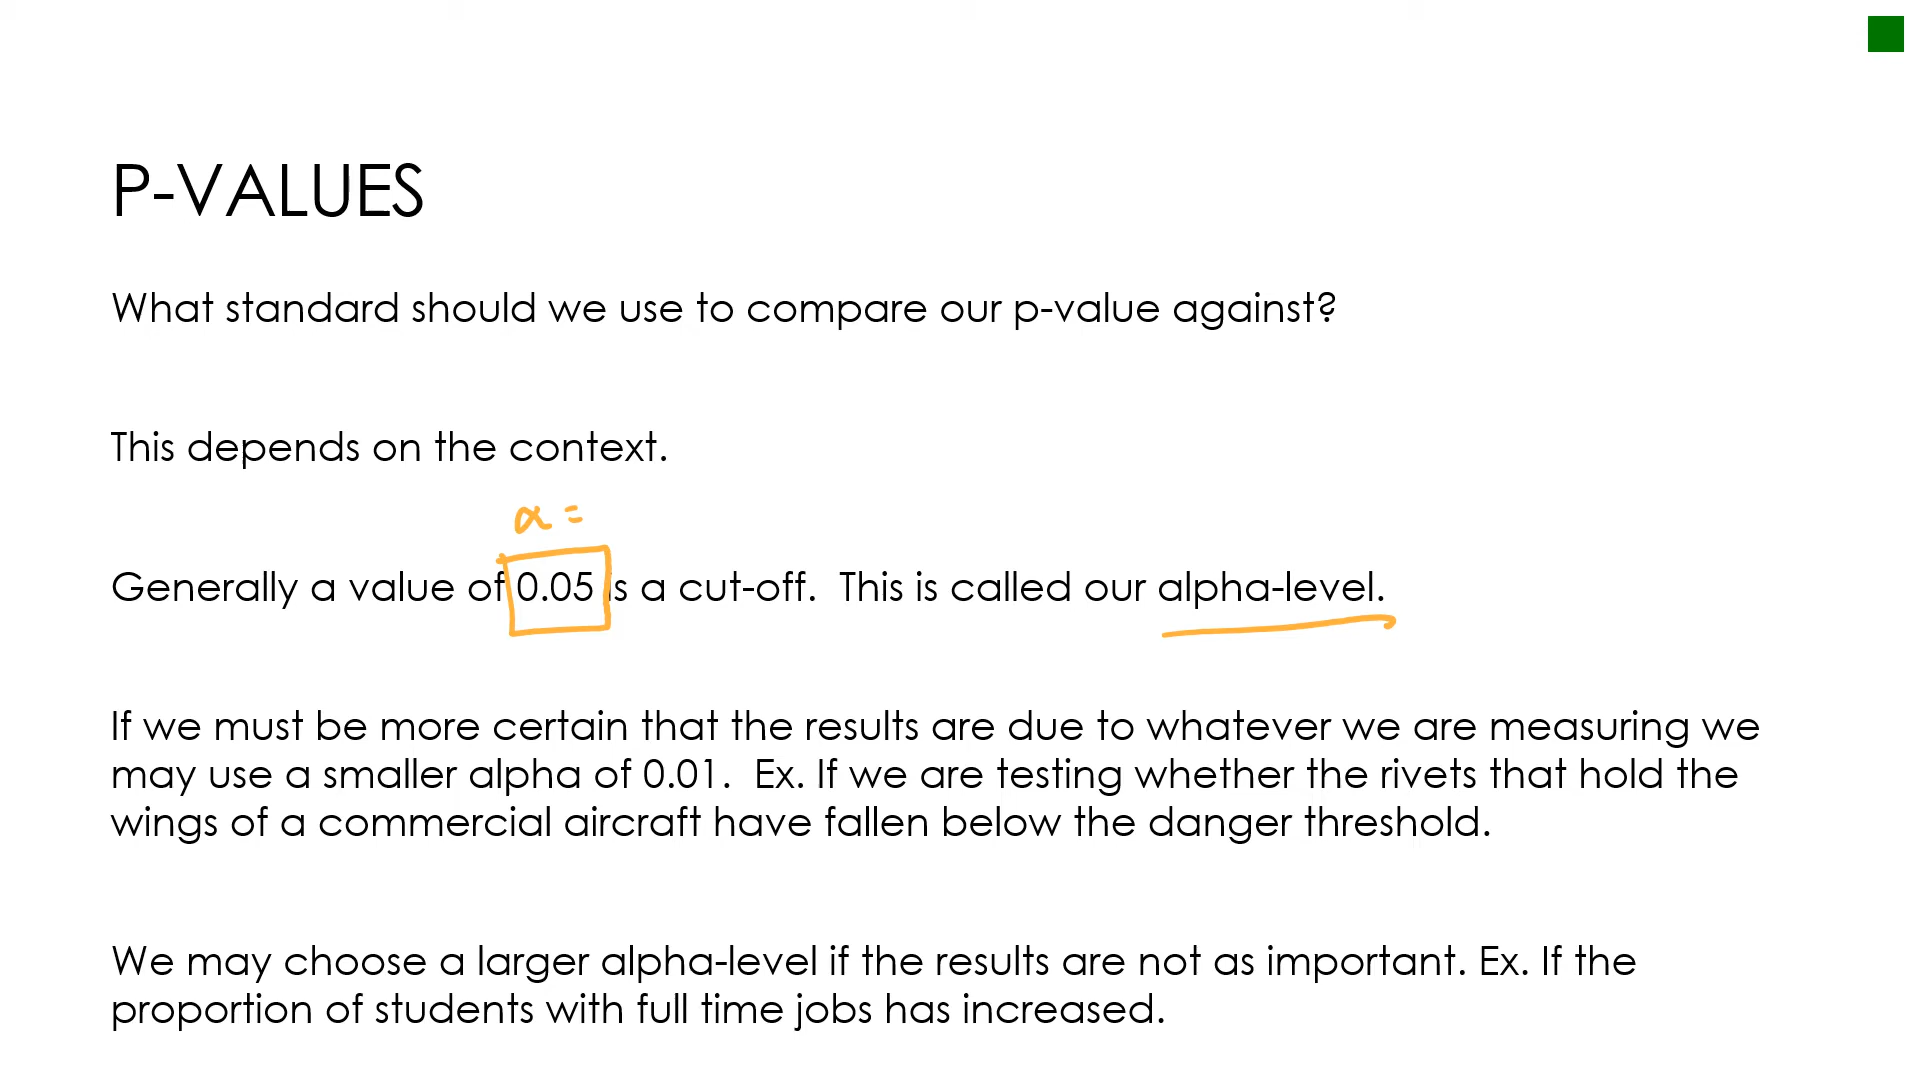 P-VALUES
What standard should we use to compare our p-value against?
This depends on the context.
α =
Generally a value of 0.05 is a cut-off.  This is called our alpha-level.
If we must be more certain that the results are due to whatever we are measuring we
may use a smaller alpha of 0.01.  Ex. If we are testing whether the rivets that hold the
wings of a commercial aircraft have fallen below the danger threshold.
We may choose a larger alpha-level if the results are not as important. Ex. If the
proportion of students with full time jobs has increased.